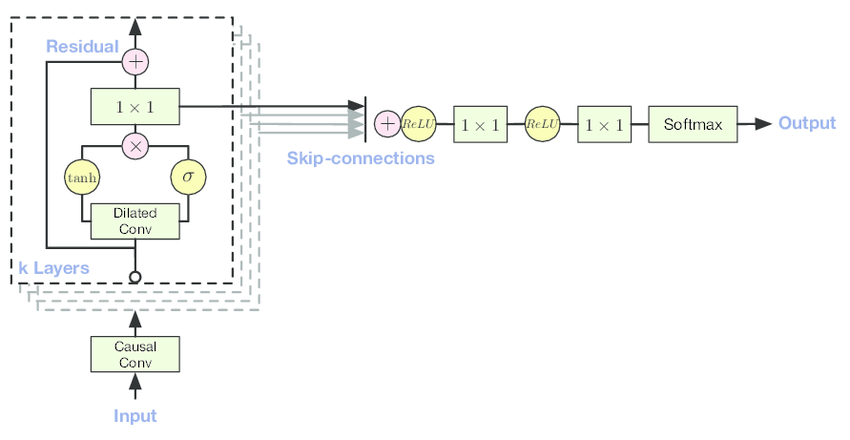 Residual
+
1 × 1
×
tanh
σ
Dilated
Conv
k Layers
Causal
Conv
Input
Skip-connections
+
ReLU
1 × 1
ReLU
1 × 1
Softmax
Output